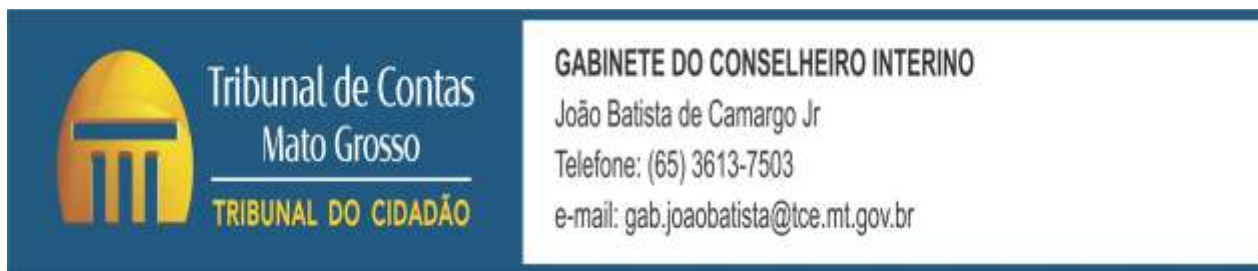 Tribunal de Contas
Mato Grosso
TRIBUNAL DO CIDADÃO
GABINETE DO CONSELHEIRO INTERINO
João Batista de Camargo Jr
Telefone: (65) 3613-7503
e-mail: gab.joaobatista@tce.mt.gov.br